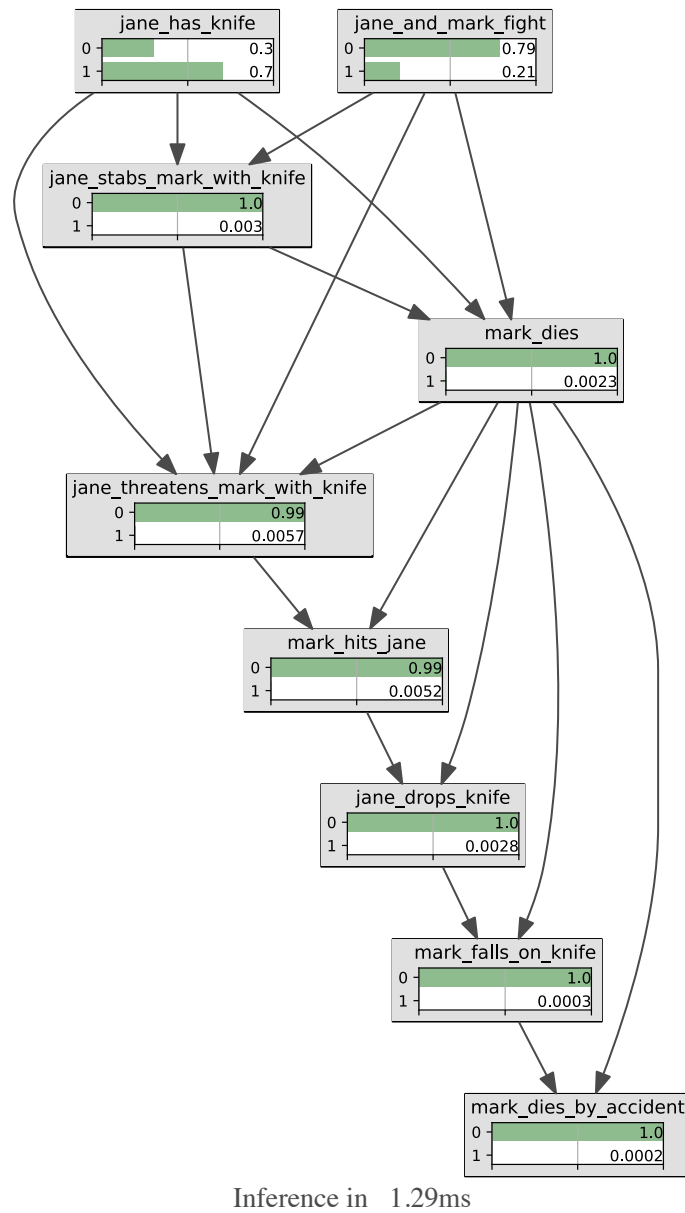 jane_has_knife
0 0.3
1 0.7
jane_and_mark_fight
0 0.79
1 0.21
jane_stabs_mark_with_knife
0 1.0
1 0.003
mark_dies
0 1.0
1 0.0023
jane_threatens_mark_with_knife
0 0.99
1 0.0057
mark_hits_jane
0 0.99
1 0.0052
jane_drops_knife
0 1.0
1 0.0028
mark_falls_on_knife
0 1.0
1 0.0003
mark_dies_by_accident
0 1.0
1 0.0002
Inference in 1.29ms